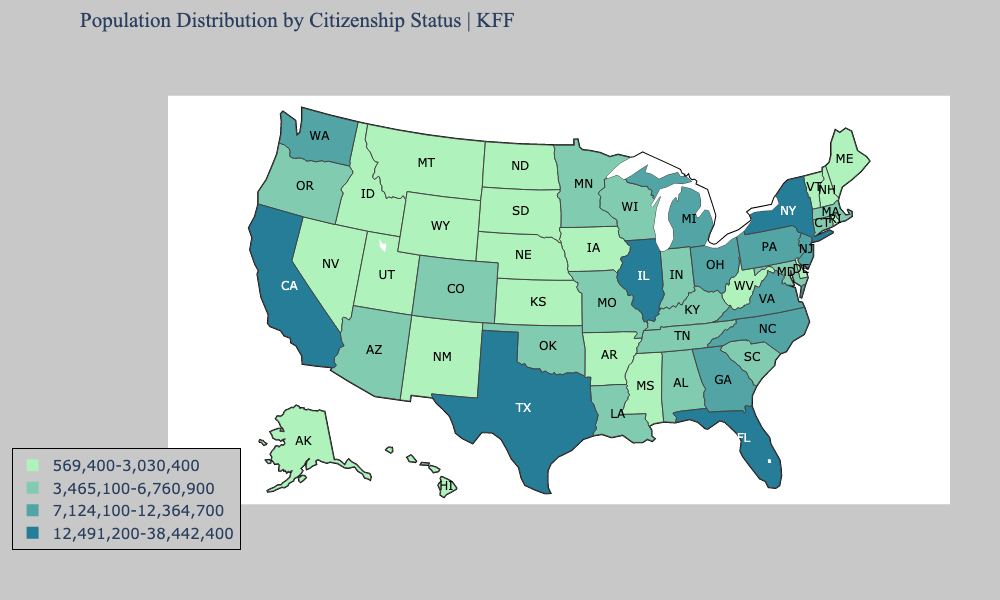 Population Distribution by Citizenship Status | KFF
WA
MT
ND
ME
MN
VT
NH
OR
ID
SD
WI
MI
NY
MA
RI
CT
WY
IA
PA
NJ
NE
NV
UT
CO
IL
IN
OH
MD
DE
CA
WV
KS
MO
KY
VA
AZ
NM
OK
TN
NC
AR
SC
MS
AL
GA
TX
LA
FL
AK
HI
569,400-3,030,400
3,465,100-6,760,900
7,124,100-12,364,700
12,491,200-38,442,400